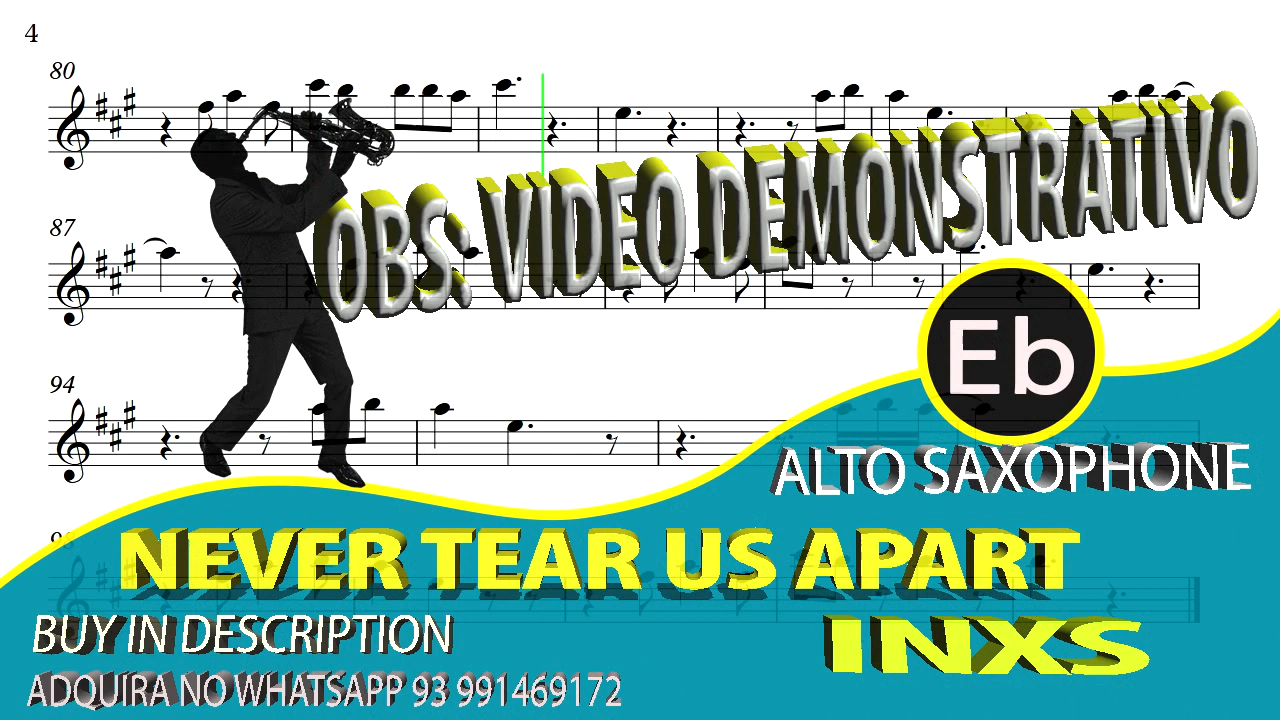 4
80
OBS: VIDEO DEMONSTRATIVO
87
Eb
94
ALTO SAXOPHONE
NEVER TEAR US APART
INXS
BUY IN DESCRIPTION
ADQUIRA NO WHATSAPP 93 991469172